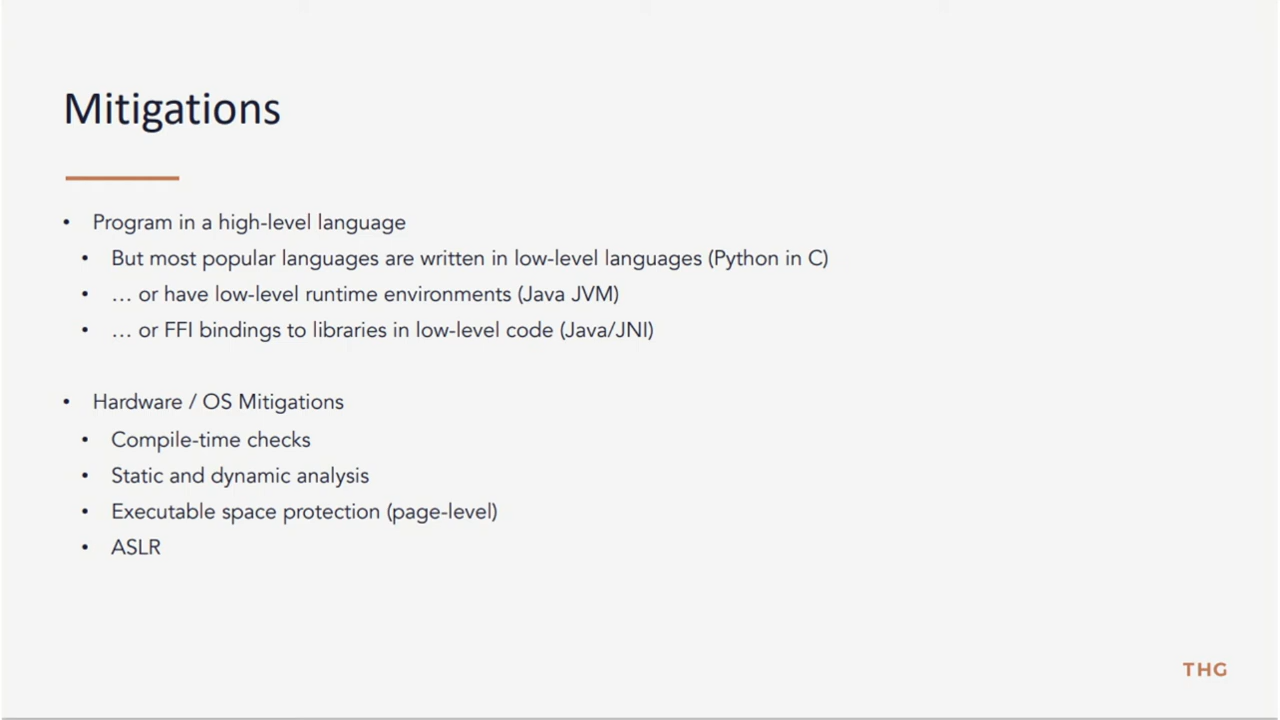 Mitigations
• Program in a high-level language
• But most popular languages are written in low-level languages (Python in C)
• … or have low-level runtime environments (Java JVM)
• … or FFI bindings to libraries in low-level code (Java/JNI)
• Hardware / OS Mitigations
• Compile-time checks
• Static and dynamic analysis
• Executable space protection (page-level)
• ASLR
THG